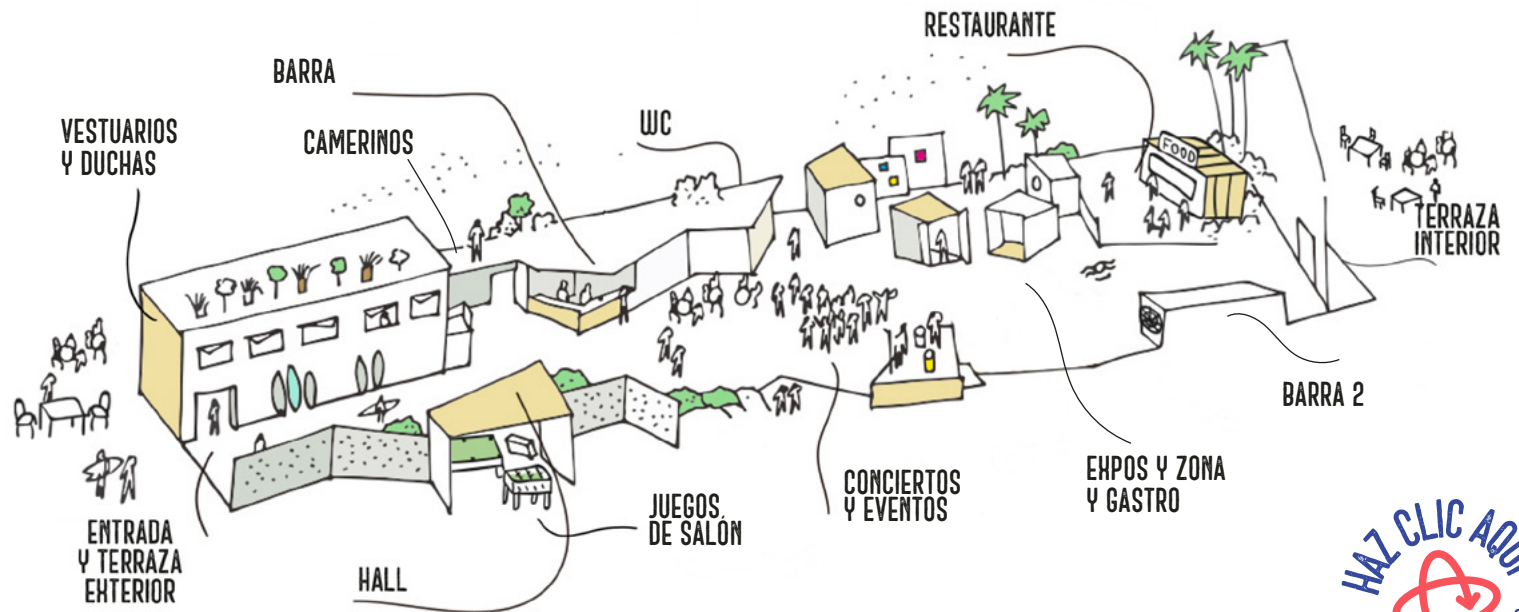 RESTAURANTE
BARRA
WC
VESTUARIOS
Y DUCHAS
CAMERINOS
FOOD
TERRAZA
INTERIOR
BARRA 2
EXPOS Y ZONA
Y GASTRO
CONCIERTOS
Y EVENTOS
JUEGOS
DE SALÓN
ENTRADA
Y TERRAZA
EXTERIOR
HALL
HAZ CLIC AQUÍ